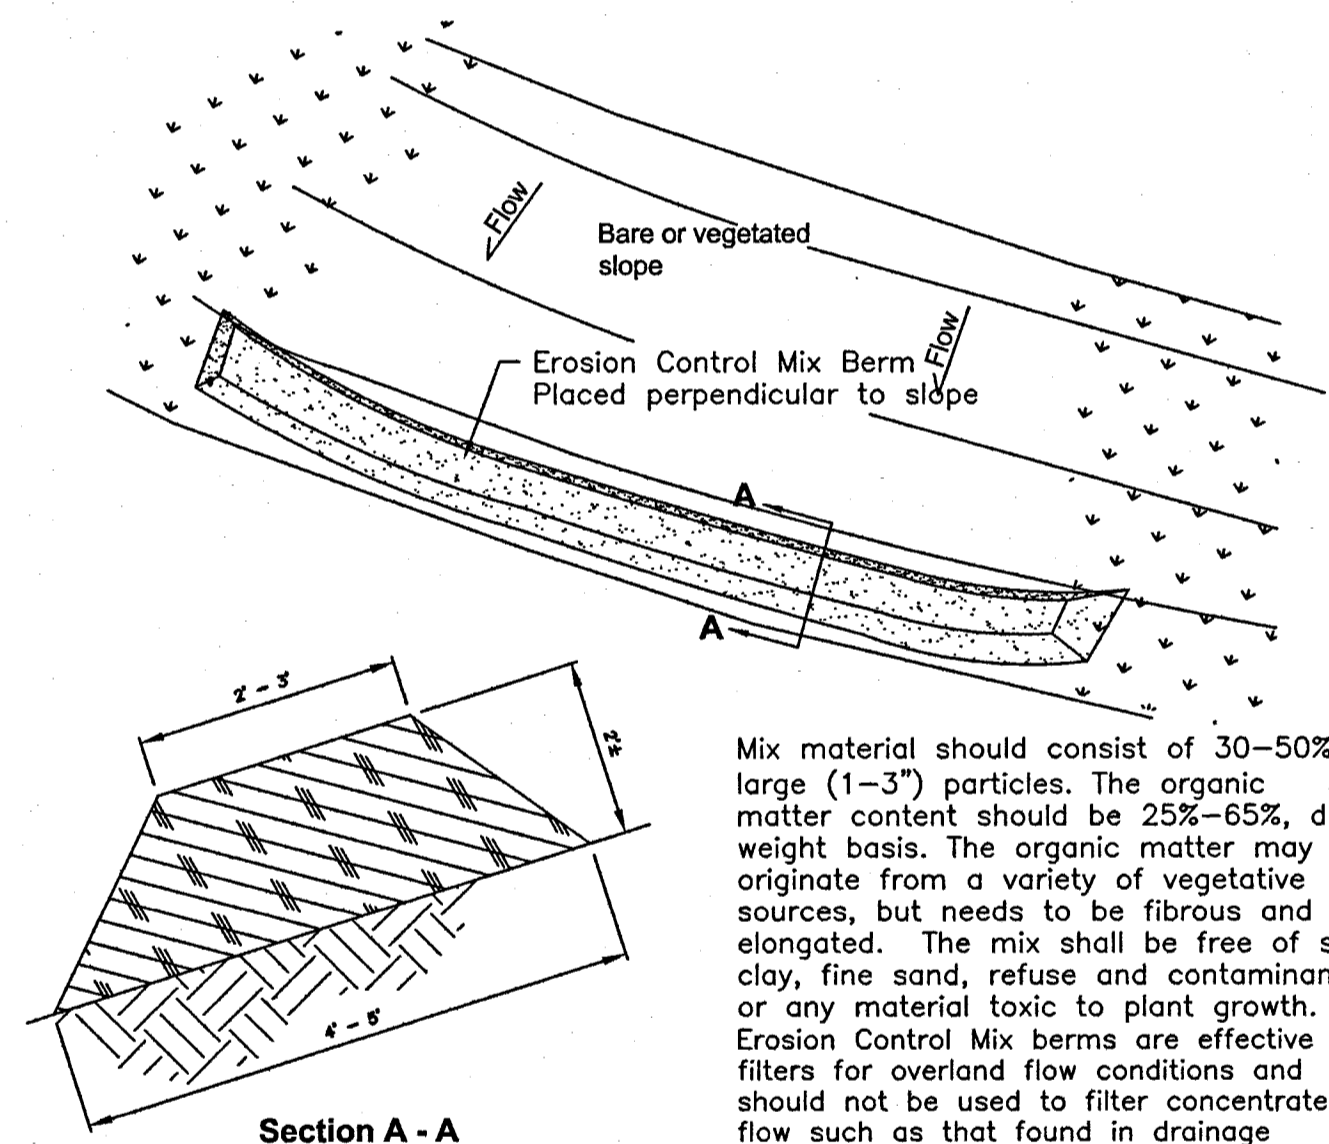 Flow
Bare or vegetated
slope
Flow
Erosion Control Mix Berm
Placed perpendicular to slope
A
A
2' - 3'
2'±
4' - 5'
Section A - A
Mix material should consist of 30-50%
large (1-3") particles. The organic
matter content should be 25%-65%, d
weight basis. The organic matter may
originate from a variety of vegetative
sources, but needs to be fibrous and
elongated. The mix shall be free of s
clay, fine sand, refuse and contaminan
or any material toxic to plant growth.
Erosion Control Mix berms are effective
filters for overland flow conditions and
should not be used to filter concentrate
flow such as that found in drainage